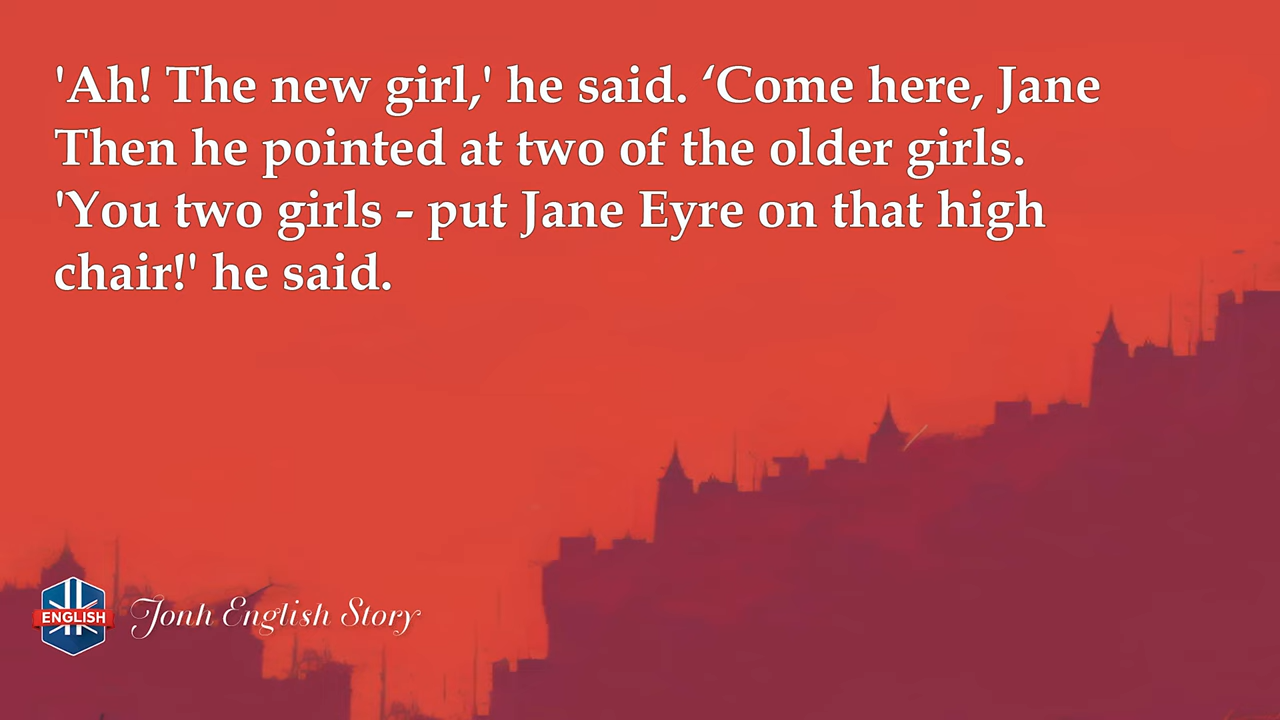 'Ah! The new girl,' he said. ‘Come here, Jane
Then he pointed at two of the older girls.
'You two girls - put Jane Eyre on that high
chair!' he said.
ENGLISH
Jonh English Story